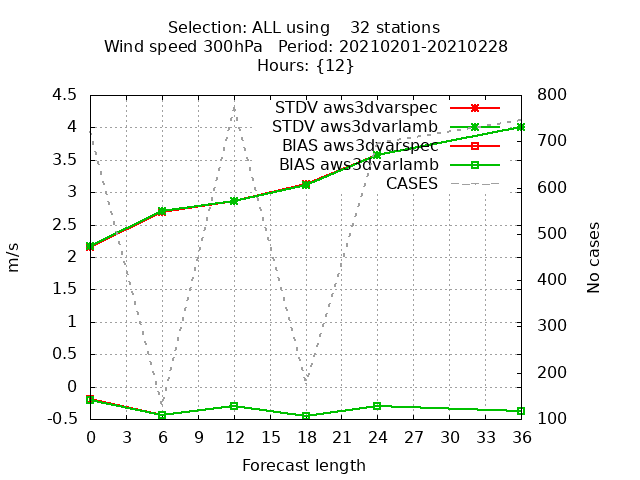 Selection: ALL using    32 stations
Wind speed 300hPa   Period: 20210201-20210228
Hours: {12}
STDV aws3dvarspec
STDV aws3dvarlamb
BIAS aws3dvarspec
BIAS aws3dvarlamb
CASES
4.5
4
3.5
3
2.5
2
1.5
1
0.5
0
-0.5
m/s
800
700
600
500
400
300
200
100
No cases
0 3 6 9 12 15 18 21 24 27 30 33 36
Forecast length